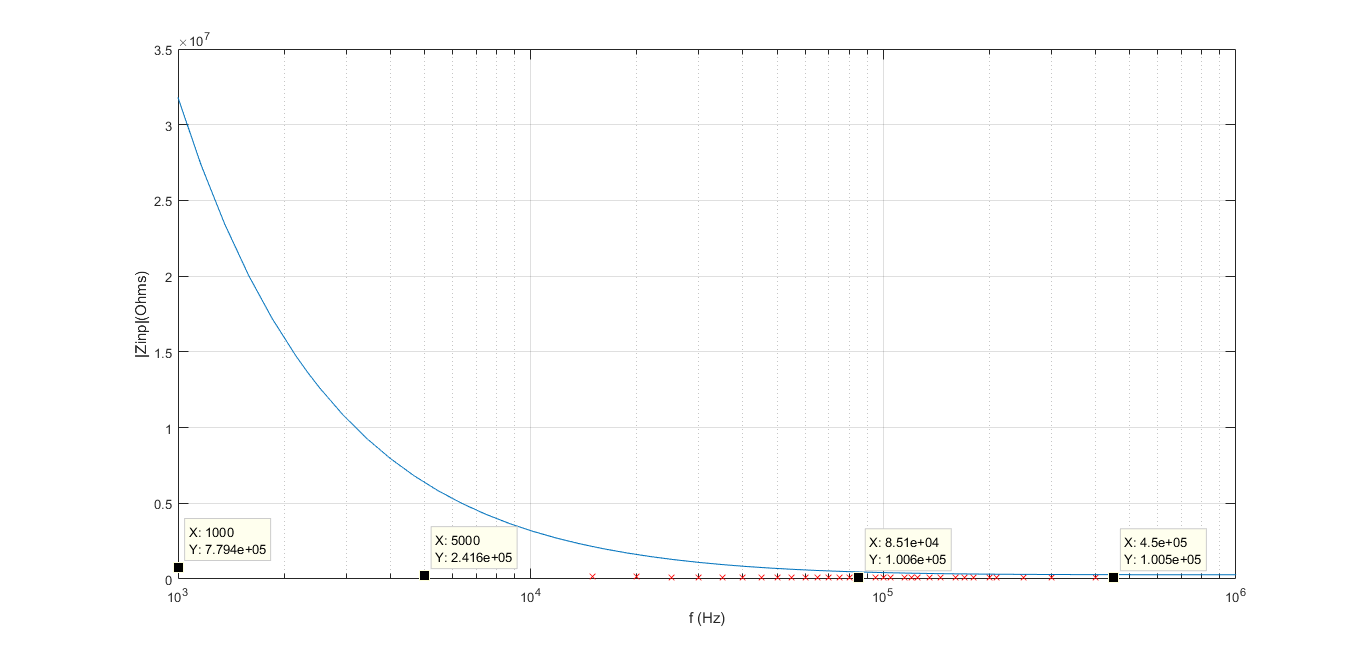 ×10^7
3.5
3
2.5
2
1.5
1
0.5
0
|Zinp|(Ohms)
X: 1000
Y: 7.794e+05
X: 5000
Y: 2.416e+05
X: 8.51e+04
Y: 1.006e+05
X: 4.5e+05
Y: 1.005e+05
10^3
10^4
10^5
10^6
f (Hz)